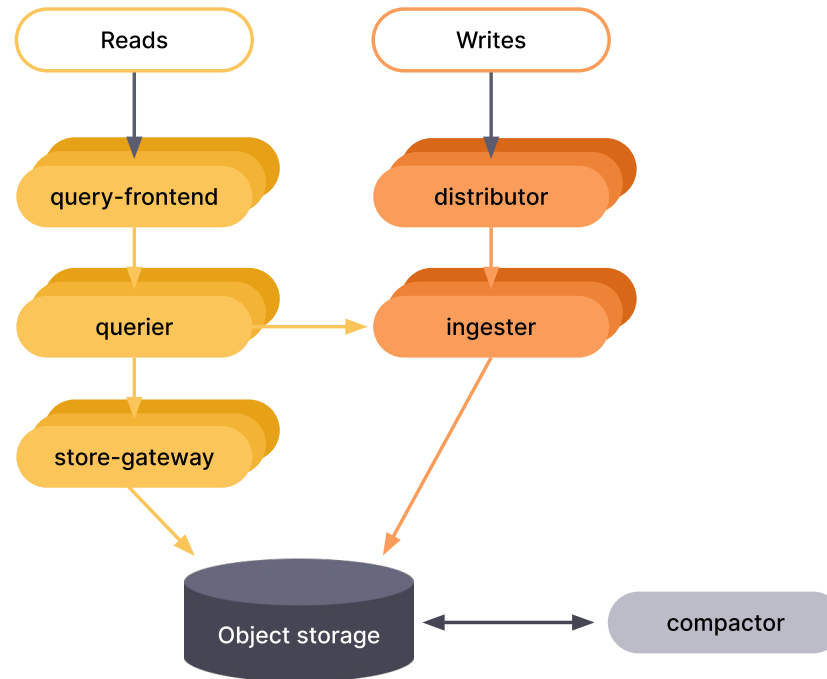 Reads
Writes
query-frontend
distributor
querier
ingester
store-gateway
Object storage
compactor